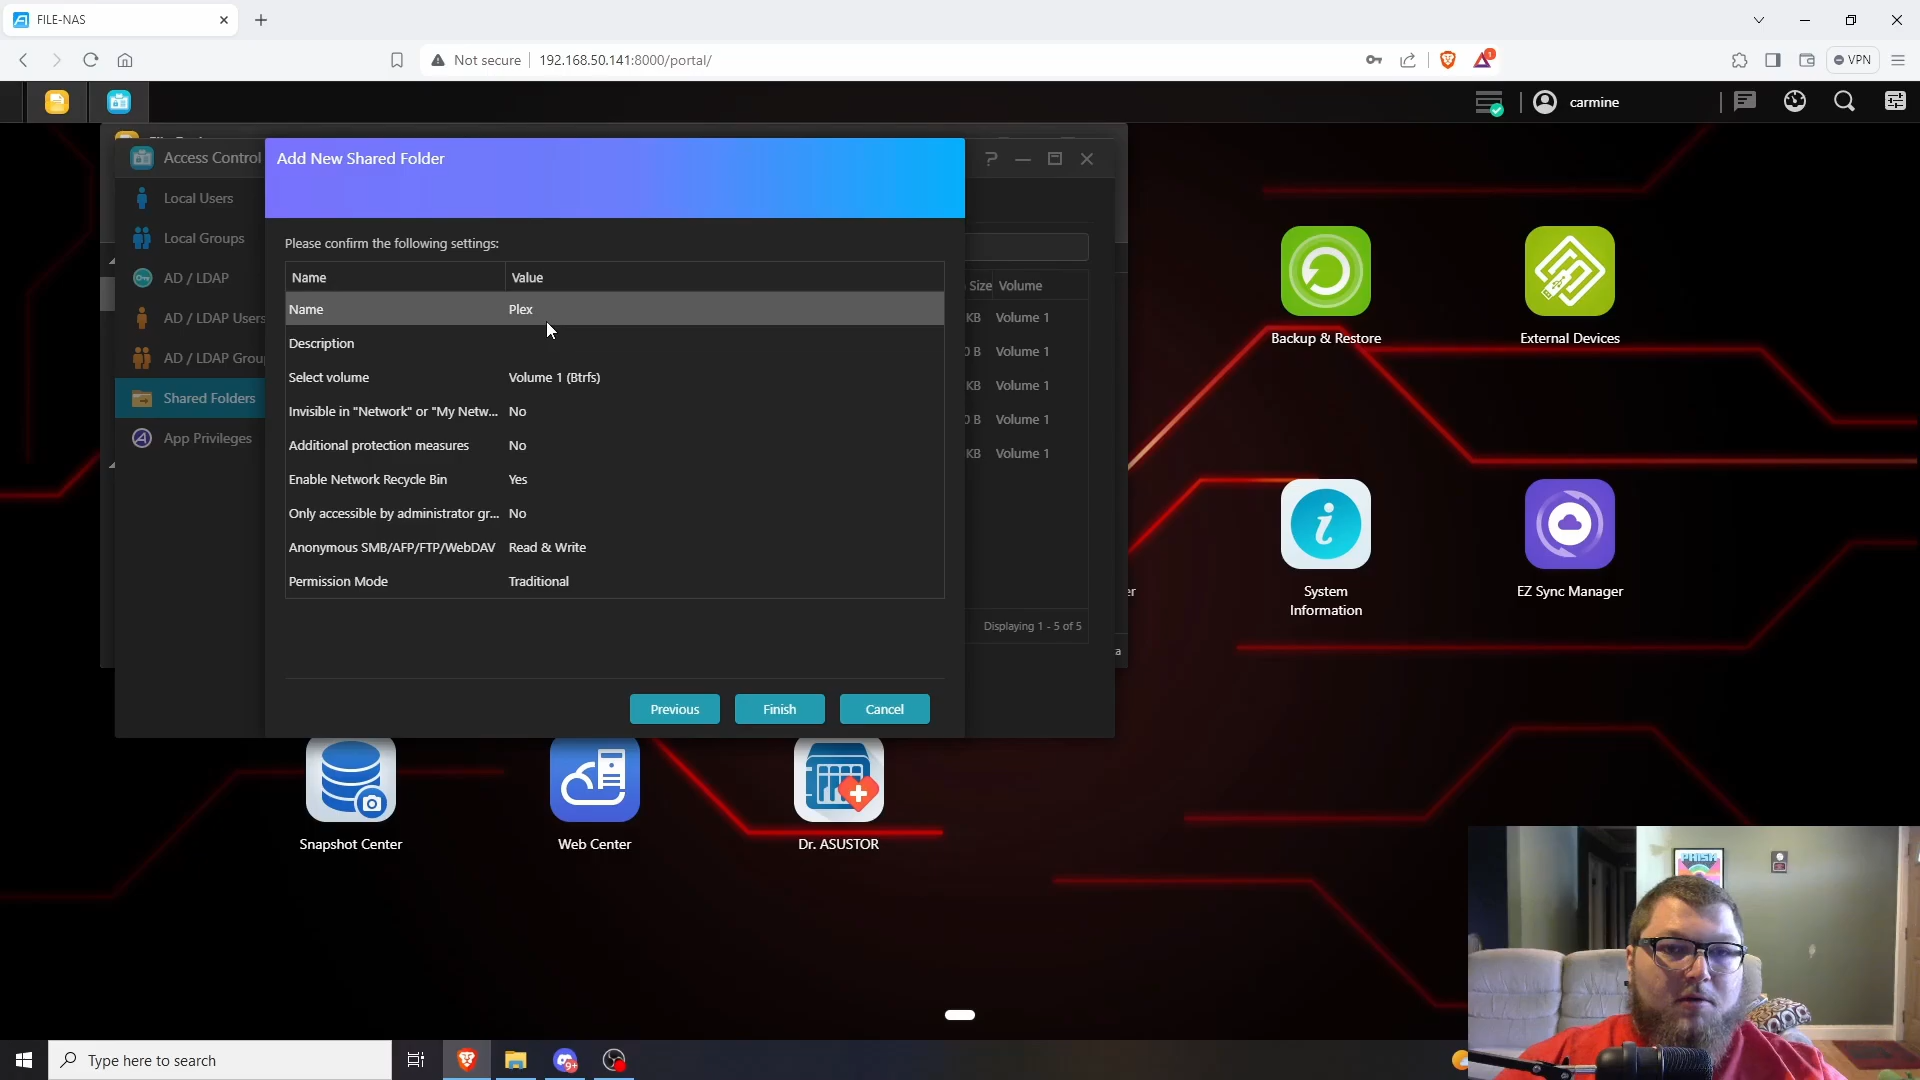 FILE-NAS
Not secure
192.168.50.141:8000/portal/
1
VPN
carmine
Access Control
Add New Shared Folder
Local Users
Local Groups
AD / LDAP
AD / LDAP Users
AD / LDAP Grou
Shared Folders
App Privileges
Please confirm the following settings:
Name Value
Name Plex
Description
Select volume Volume 1 (Btrfs)
Invisible in "Network" or "My Netw... No
Additional protection measures No
Enable Network Recycle Bin Yes
Only accessible by administrator gr... No
Anonymous SMB/AFP/FTP/WebDAV Read & Write
Permission Mode Traditional
Previous
Finish
Cancel
Size Volume
KB Volume 1
0 B Volume 1
KB Volume 1
0 B Volume 1
KB Volume 1
Displaying 1 - 5 of 5
er
a
Backup & Restore
External Devices
System
Information
EZ Sync Manager
Snapshot Center
Web Center
Dr. ASUSTOR
PHISH
Type here to search
9+